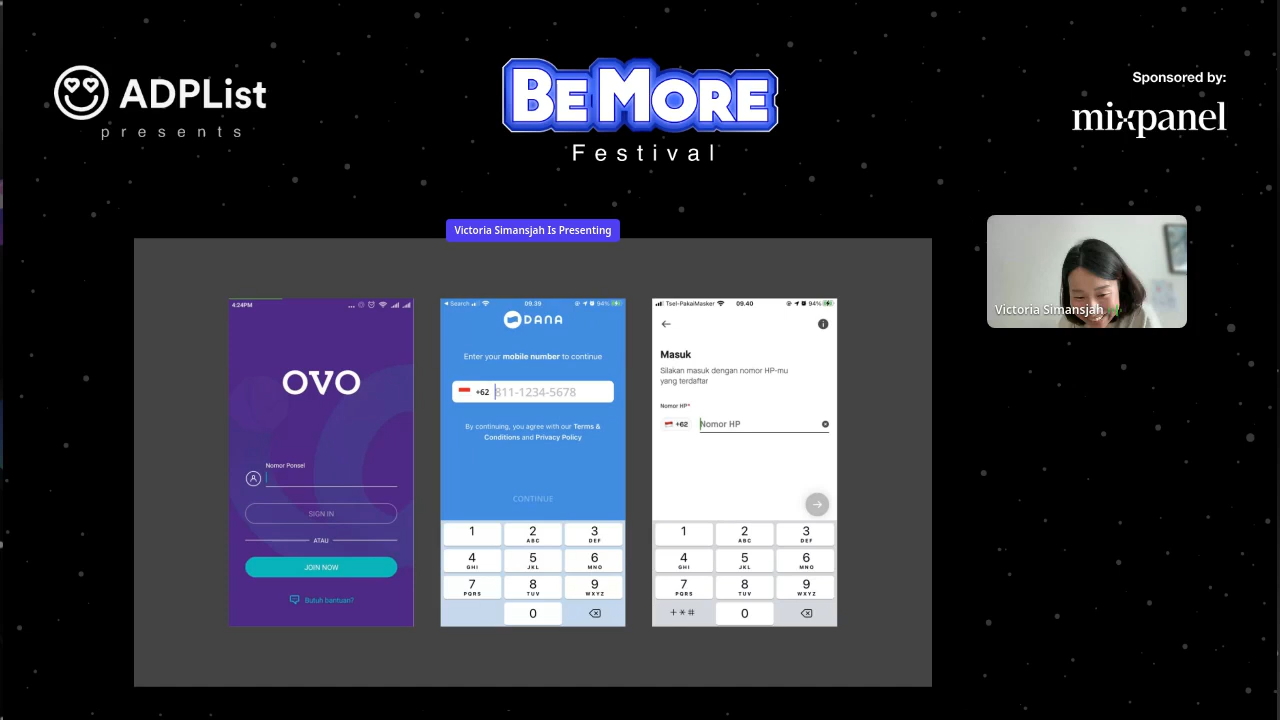 ADPList
presents
BEMORE
Festival
Sponsored by:
mixpanel
Victoria Simansjah Is Presenting
Victoria Simansjah
4:24PM
OVO
Nomor Ponsel
SIGN IN
ATAU
JOIN NOW
Butuh bantuan?
Search
09.39
94%
DANA
Enter your mobile number to continue
+62 811-1234-5678
By continuing, you agree with our Terms &
Conditions and Privacy Policy
CONTINUE
1
2
ABC
3
DEF
4
GHI
5
JKL
6
MNO
7
PQRS
8
TUV
9
WXYZ
0
Tsel-PakaiMasker
09.40
94%
Masuk
Silakan masuk dengan nomor HP-mu
yang terdaftar
Nomor HP*
+62 Nomor HP
1
2
ABC
3
DEF
4
GHI
5
JKL
6
MNO
7
PQRS
8
TUV
9
WXYZ
+*#
0